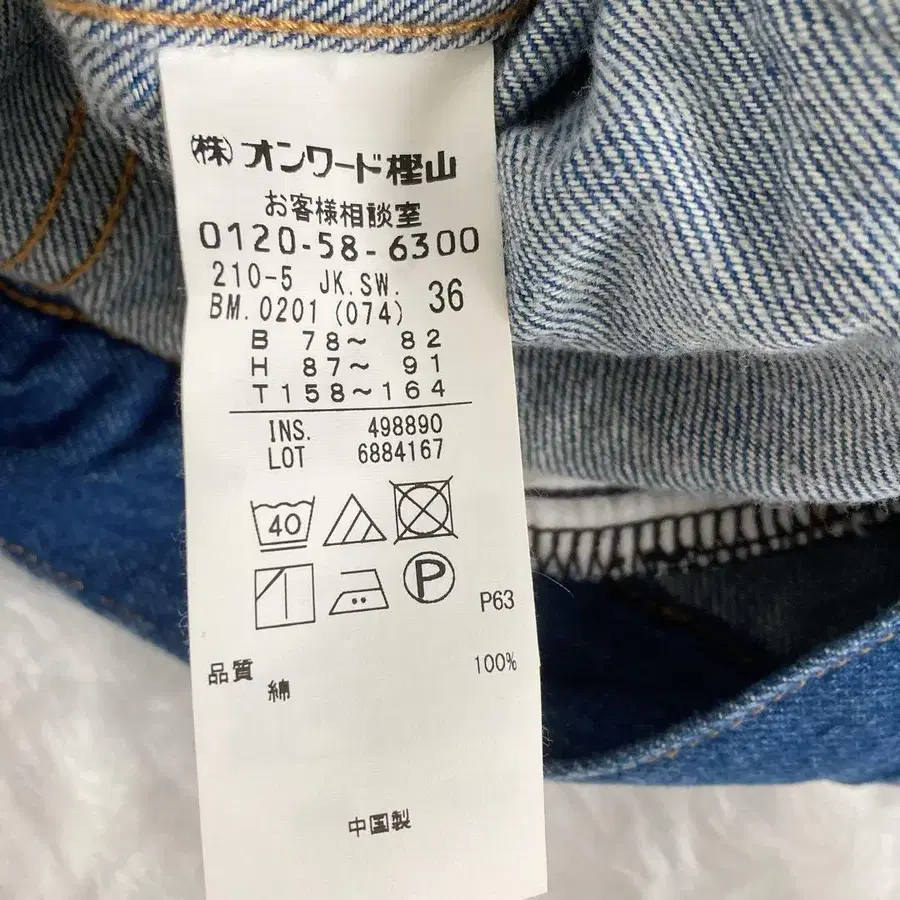 ㈱オンワード樫山
お客様相談室
0120-58-6300
210-5 JK.SW. 36
BM.0201(074)
B 78〜 82
H 87〜 91
T158〜164
INS. 498890
LOT 6884167
40
P
P63
品質 100%
綿
中国製